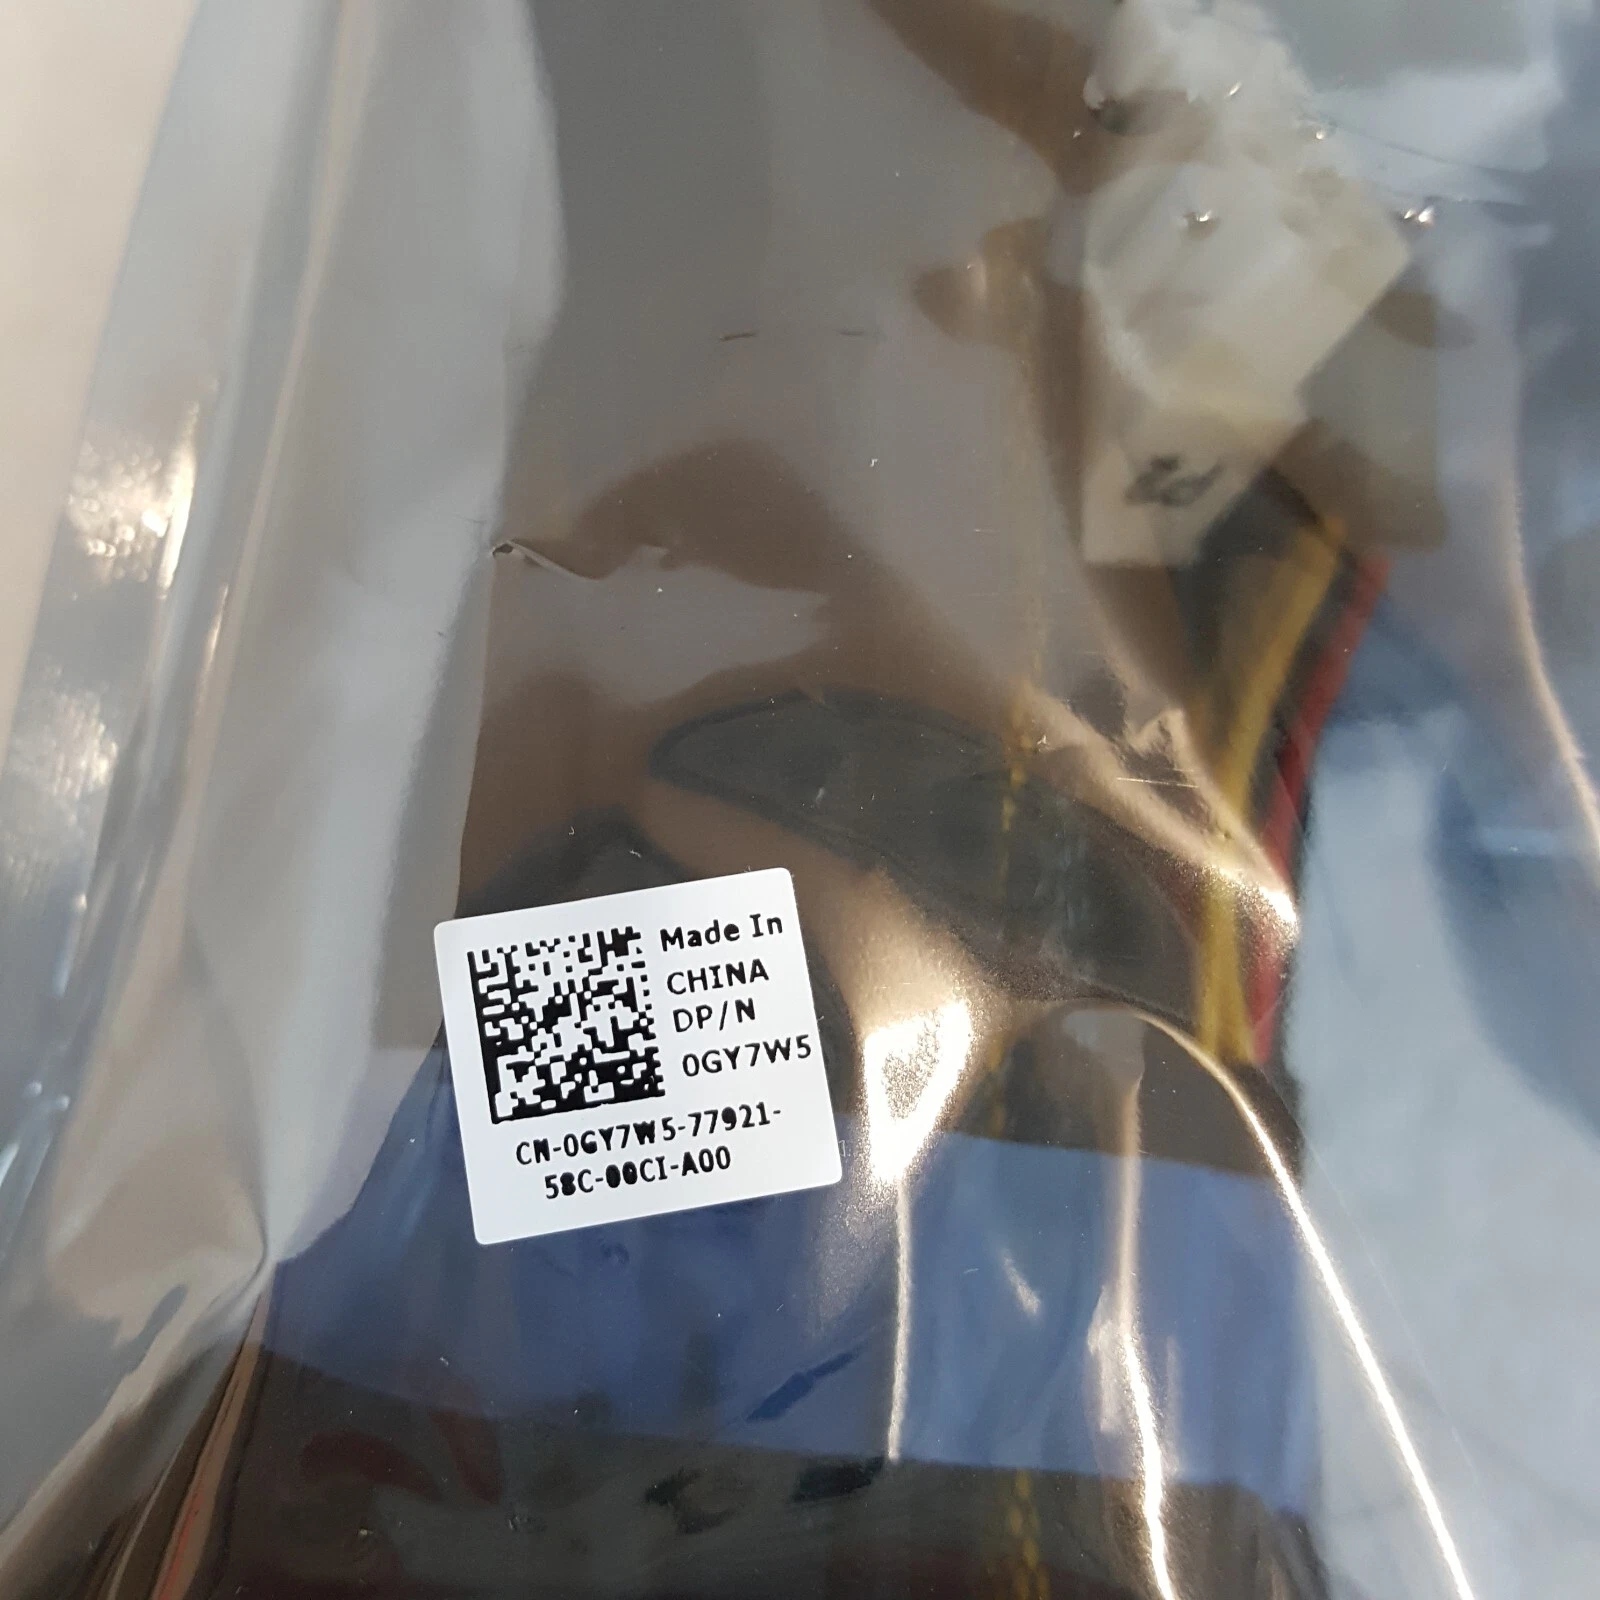 Made In
CHINA
DP/N
0GY7W5
CN-0GY7W5-77921-
58C-00CI-A00